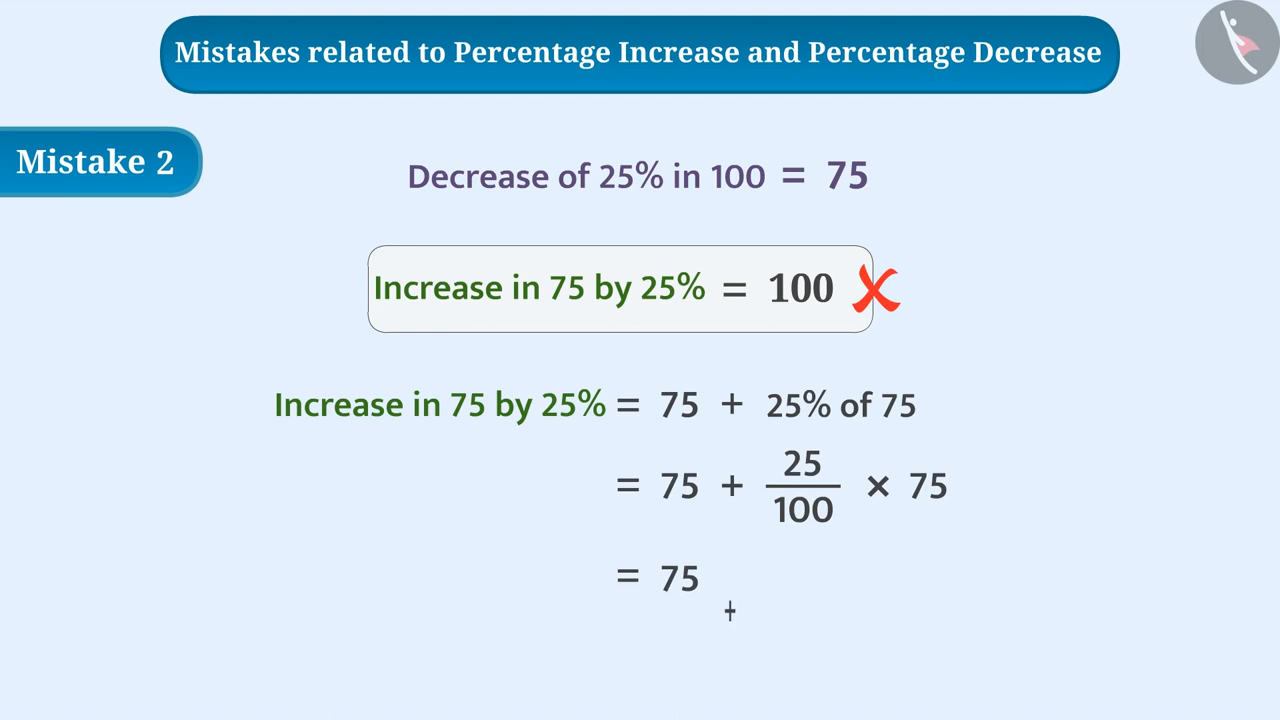 Mistakes related to Percentage Increase and Percentage Decrease
Mistake 2
Decrease of 25% in 100 = 75
Increase in 75 by 25% = 100 ✗
Increase in 75 by 25% = 75 + 25% of 75
= 75 + 25/100 × 75
= 75 +